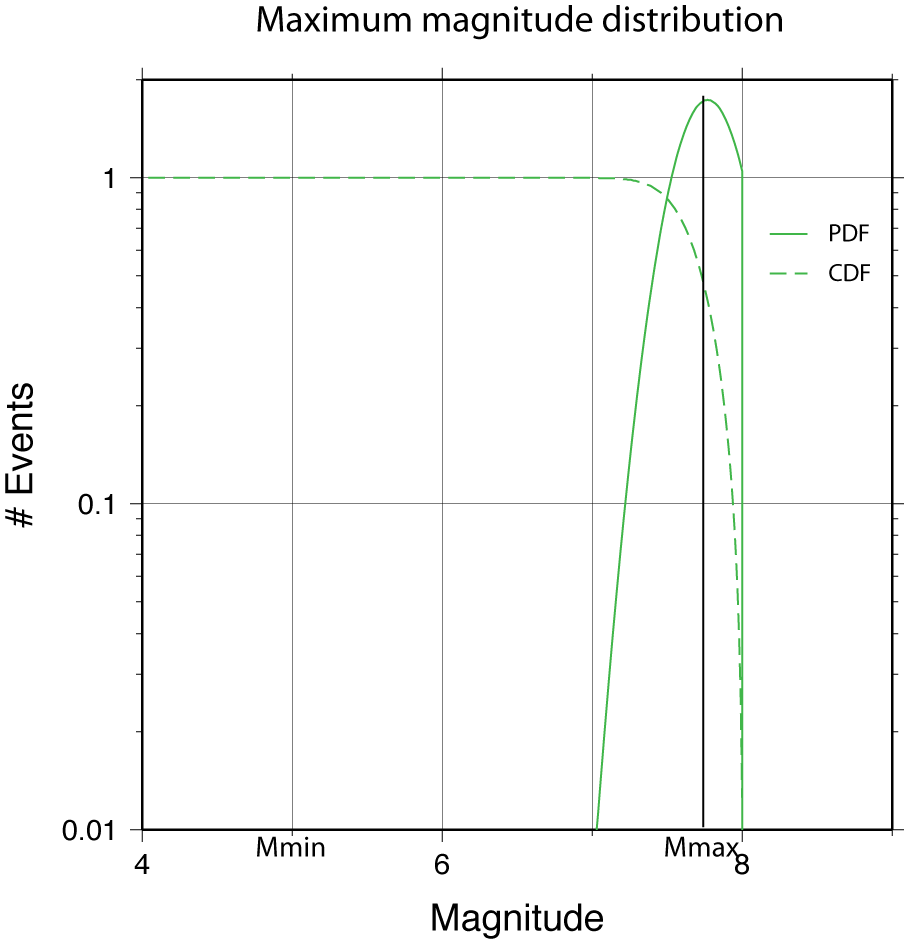 Maximum magnitude distribution
1
0.1
0.01
# Events
PDF
CDF
Mmin
Mmax
4
6
8
Magnitude